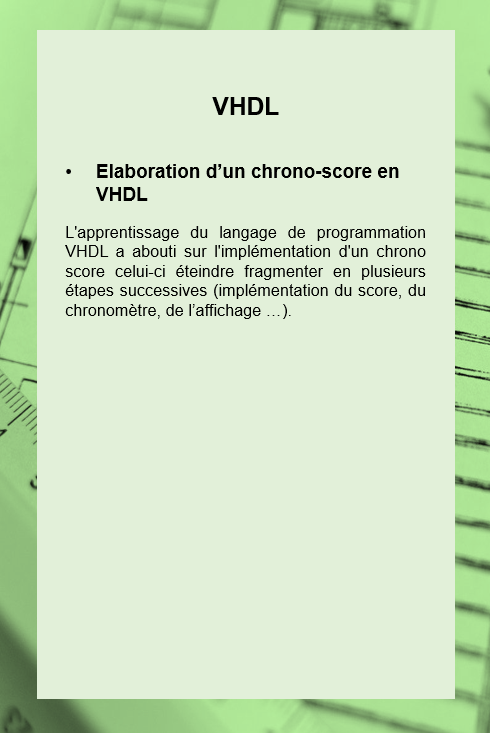 VHDL
• Elaboration d’un chrono-score en
VHDL
L'apprentissage du langage de programmation
VHDL a abouti sur l'implémentation d'un chrono
score celui-ci éteindre fragmenter en plusieurs
étapes successives (implémentation du score, du
chronomètre, de l’affichage …).